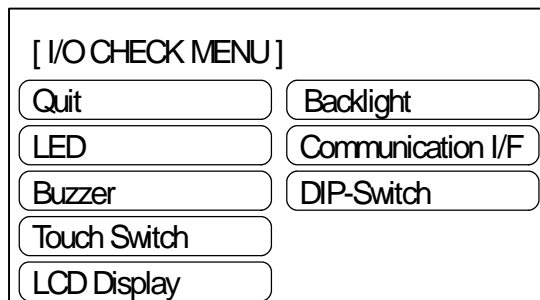 [ I/O CHECK MENU ]
Quit
LED
Buzzer
Touch Switch
LCD Display
Backlight
Communication I/F
DIP-Switch